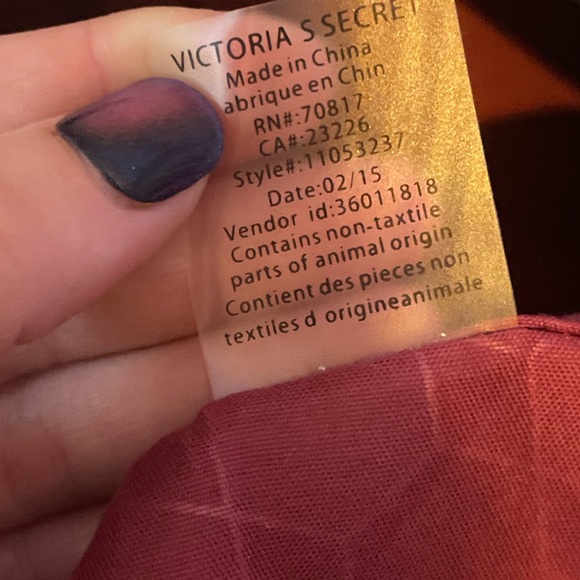 VICTORIA S SECRET
Made in China
abrique en Chin
RN#:70817
CA#:23226
Style#:11053237
Date:02/15
Vendor id:36011818
Contains non-taxtile
parts of animal origin
Contient des pieces non
textiles d origineanimale